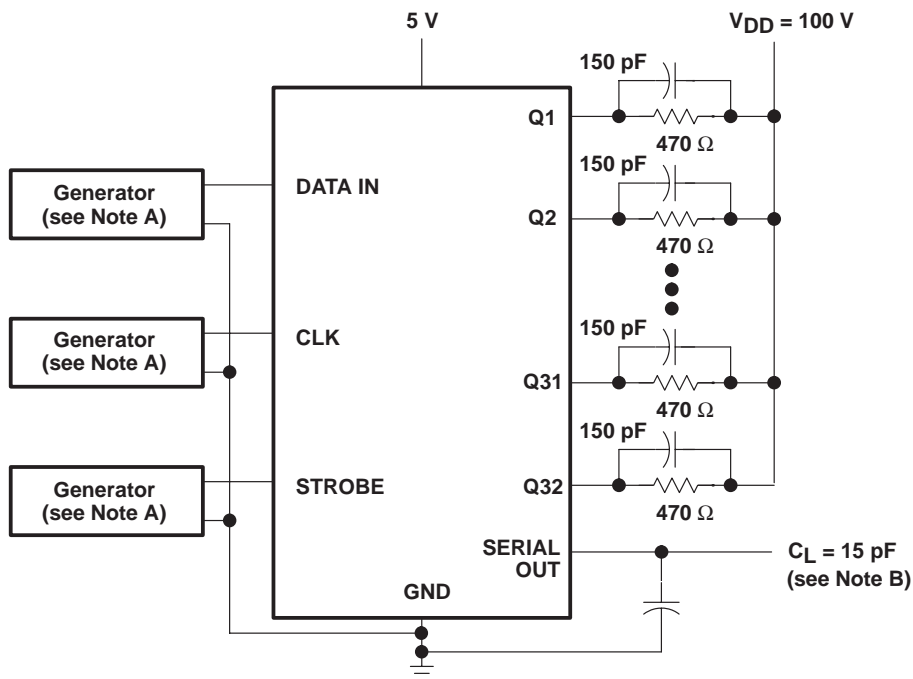 5 V
V_DD = 100 V
150 pF
Q1
470 Ω
Generator
(see Note A)
DATA IN
150 pF
Q2
470 Ω
Generator
(see Note A)
CLK
150 pF
Q31
470 Ω
150 pF
Generator
(see Note A)
STROBE
Q32
470 Ω
SERIAL
OUT
C_L = 15 pF
(see Note B)
GND